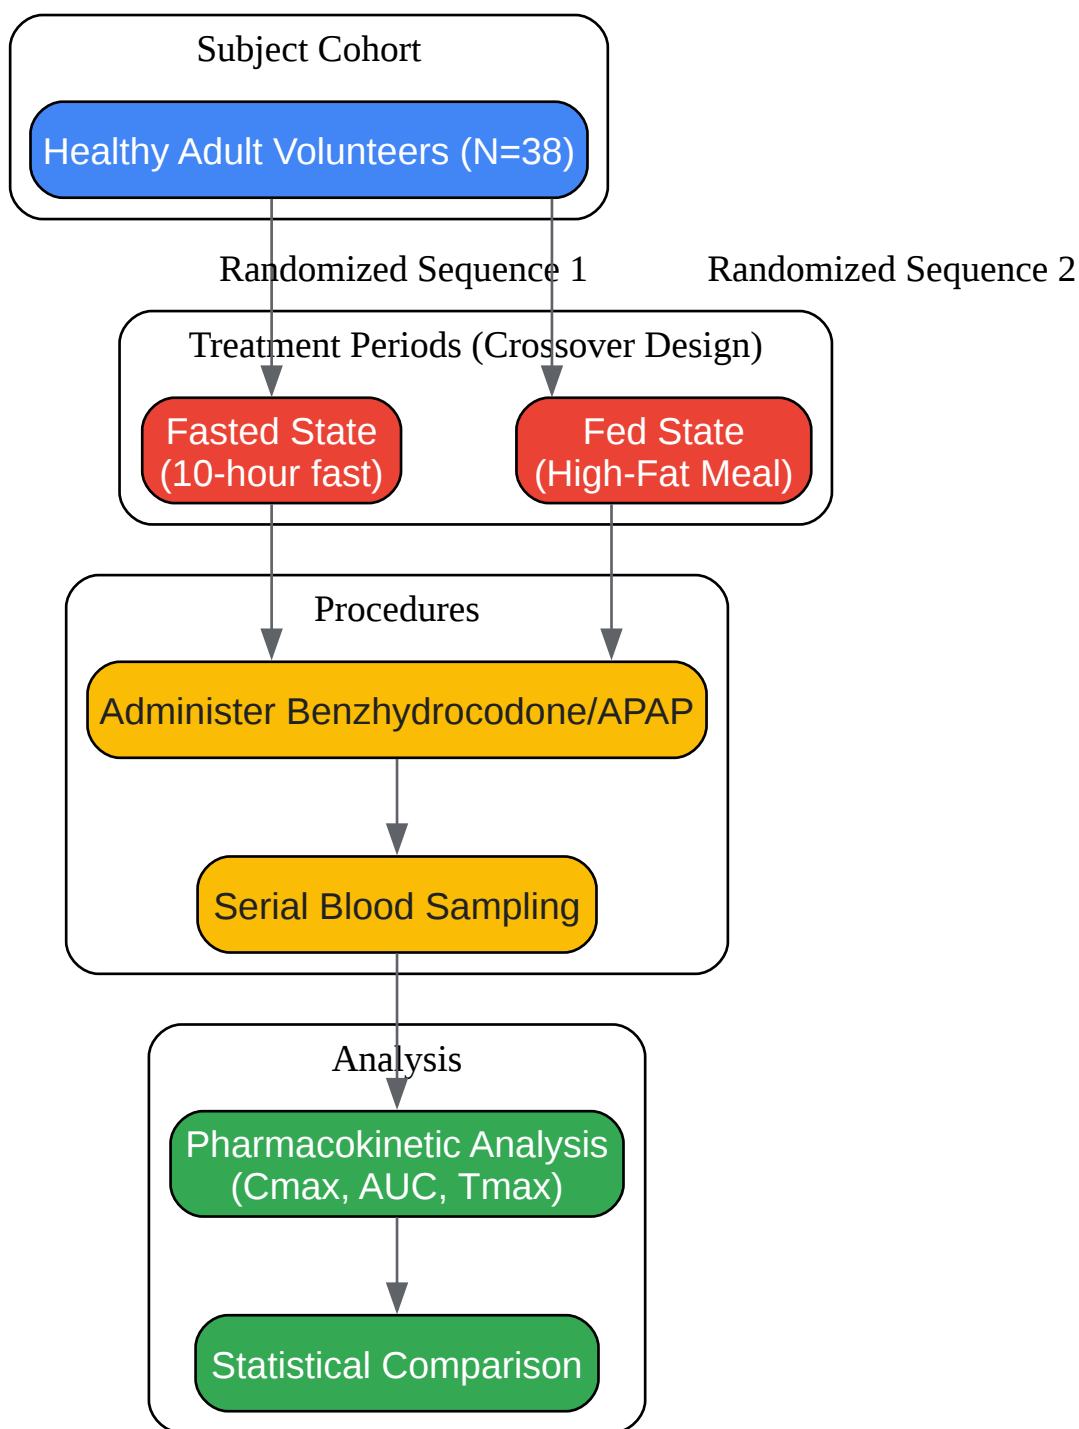 Subject Cohort
Healthy Adult Volunteers (N=38)
Randomized Sequence 1
Randomized Sequence 2
Treatment Periods (Crossover Design)
Fasted State
(10-hour fast)
Fed State
(High-Fat Meal)
Procedures
Administer Benzhydrocodone/APAP
Serial Blood Sampling
Analysis
Pharmacokinetic Analysis
(Cmax, AUC, Tmax)
Statistical Comparison